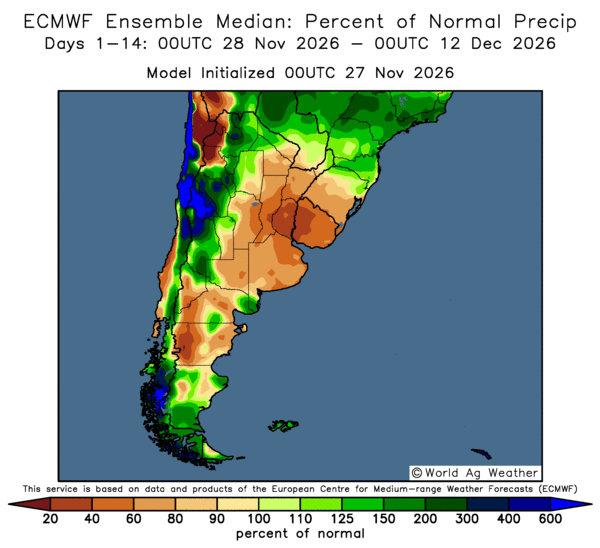 ECMWF Ensemble Median: Percent of Normal Precip
Days 1-14: 00UTC 28 Nov 2026 - 00UTC 12 Dec 2026
Model Initialized 00UTC 27 Nov 2026
© World Ag Weather
This service is based on data and products of the European Centre for Medium-range Weather Forecasts (ECMWF)
20 40 60 80 90 100 110 125 150 200 300 400 600
percent of normal